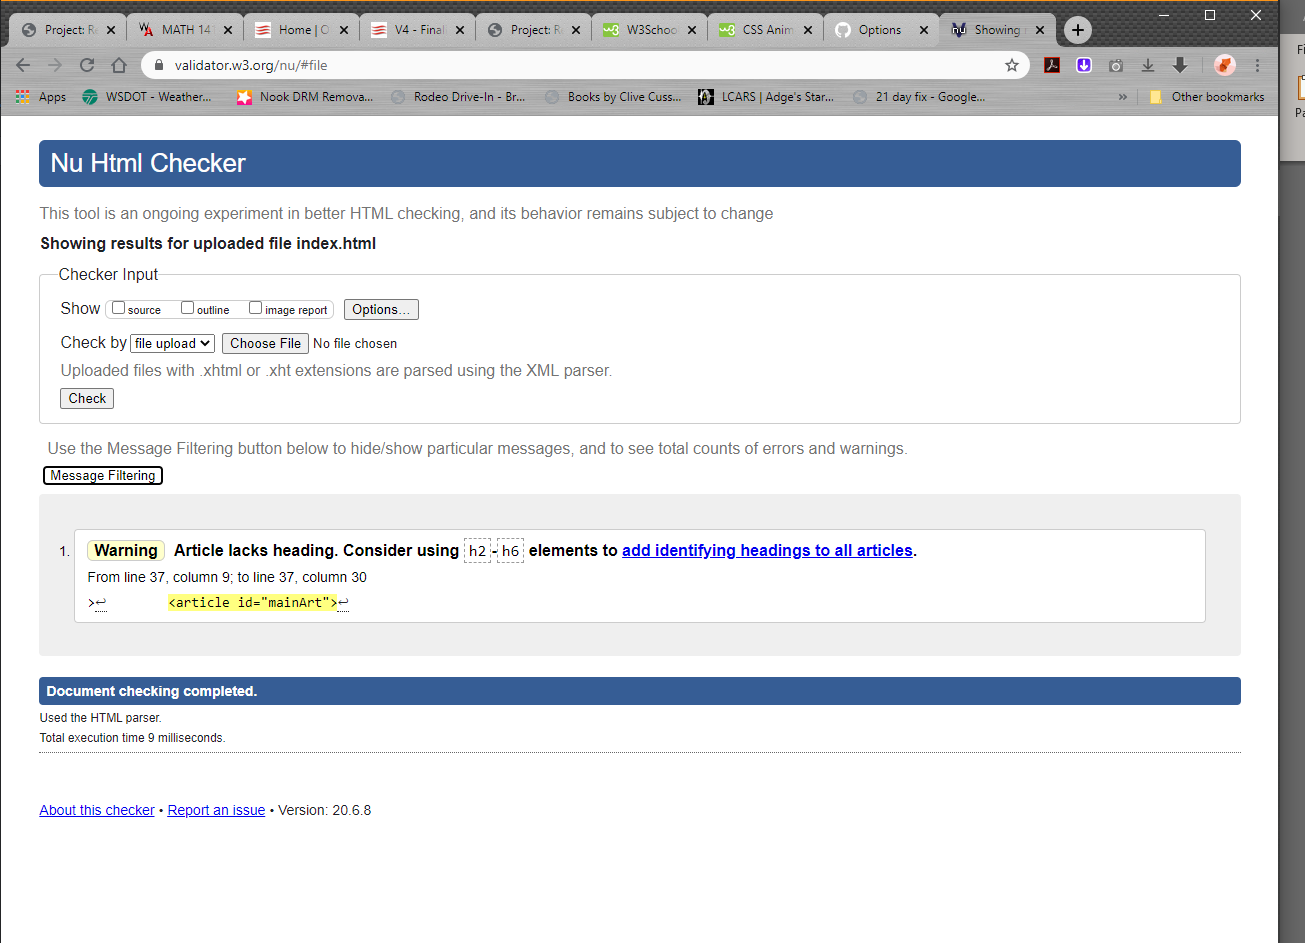 Project: R
MATH 14
Home | O
V4 - Final
Project: R
W3Schoo
CSS Anim
Options
Showing
validator.w3.org/nu/#file
Apps
WSDOT - Weather...
Nook DRM Remova...
Rodeo Drive-In - Br...
Books by Clive Cuss...
LCARS | Adge's Star...
21 day fix - Google...
»
Other bookmarks
Fi
Pa
Nu Html Checker
This tool is an ongoing experiment in better HTML checking, and its behavior remains subject to change
Showing results for uploaded file index.html
Checker Input
Show source outline image report Options...
Check by file upload Choose File No file chosen
Uploaded files with .xhtml or .xht extensions are parsed using the XML parser.
Check
Use the Message Filtering button below to hide/show particular messages, and to see total counts of errors and warnings.
Message Filtering
1. Warning Article lacks heading. Consider using h2-h6 elements to add identifying headings to all articles.
From line 37, column 9; to line 37, column 30
>↩ <article id="mainArt">↩
Document checking completed.
Used the HTML parser.
Total execution time 9 milliseconds.
About this checker • Report an issue • Version: 20.6.8